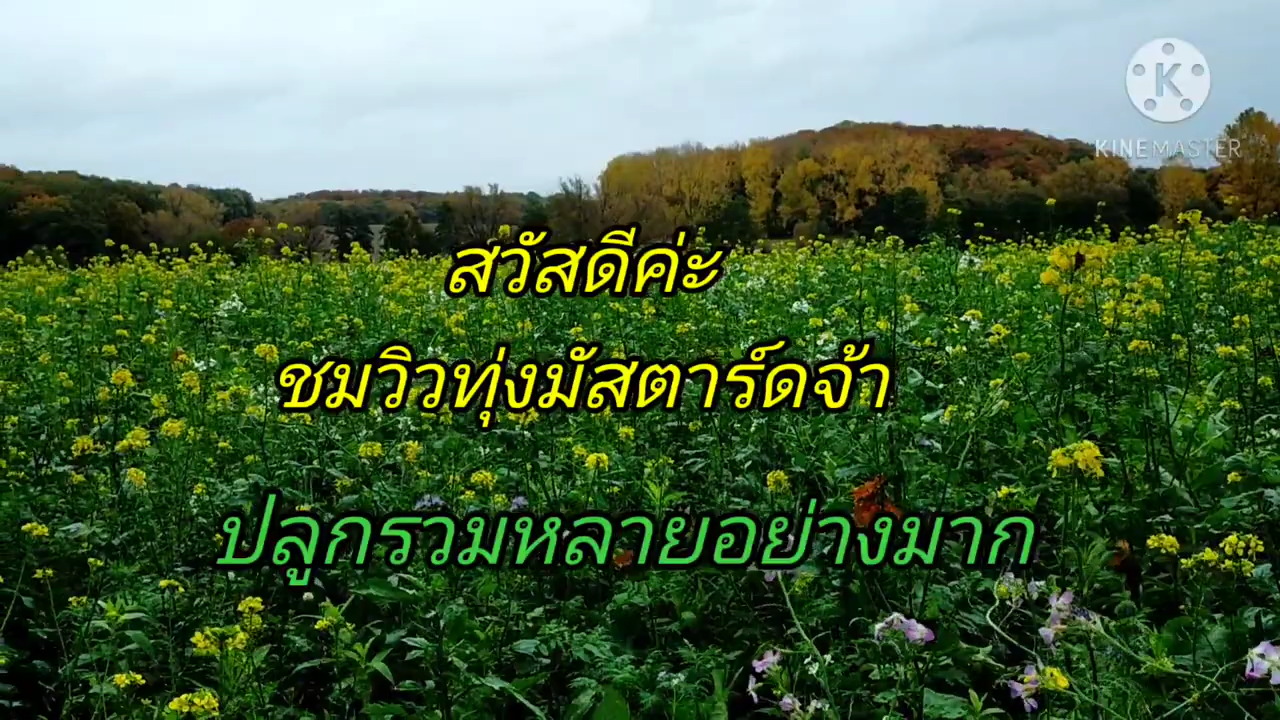 K
KINEMASTER
สวัสดีค่ะ
ชมวิวทุ่งมัสตาร์ดจ้า
ปลูกรวมหลายอย่างมาก